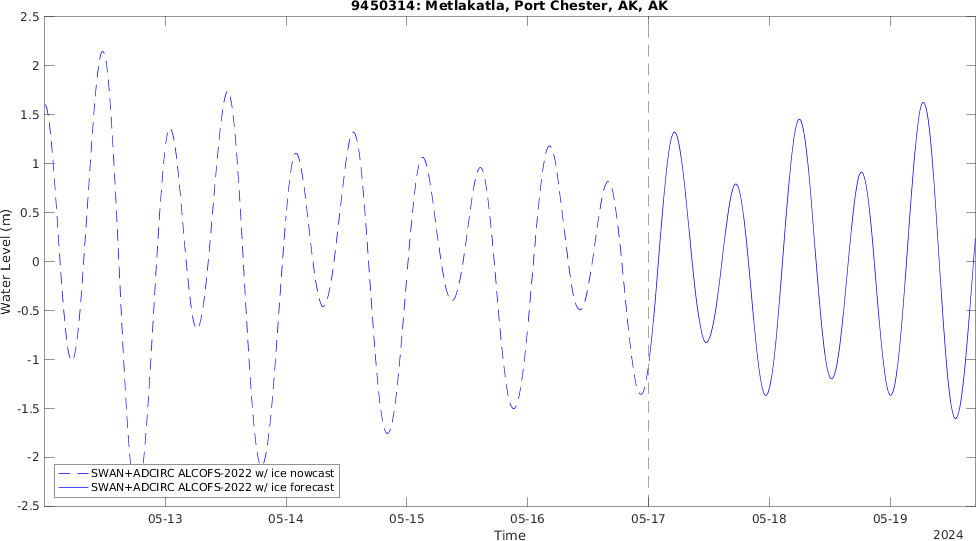 9450314: Metlakatla, Port Chester, AK, AK
2.5
2
1.5
1
0.5
0
-0.5
-1
-1.5
-2
-2.5
Water Level (m)
SWAN+ADCIRC ALCOFS-2022 w/ ice nowcast
SWAN+ADCIRC ALCOFS-2022 w/ ice forecast
05-13 05-14 05-15 05-16 05-17 05-18 05-19
Time
2024